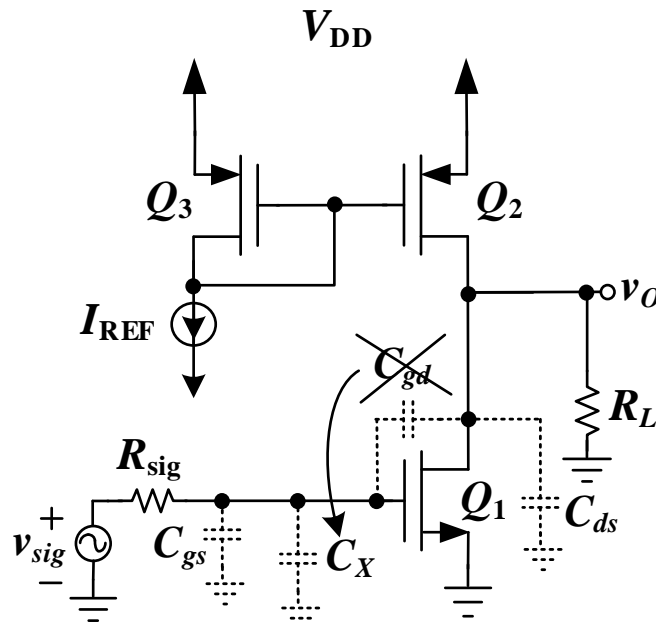 V_DD
Q_3
Q_2
v_O
I_REF
C_gd
R_L
R_sig
Q_1
+
v_sig
−
C_gs
C_X
C_ds